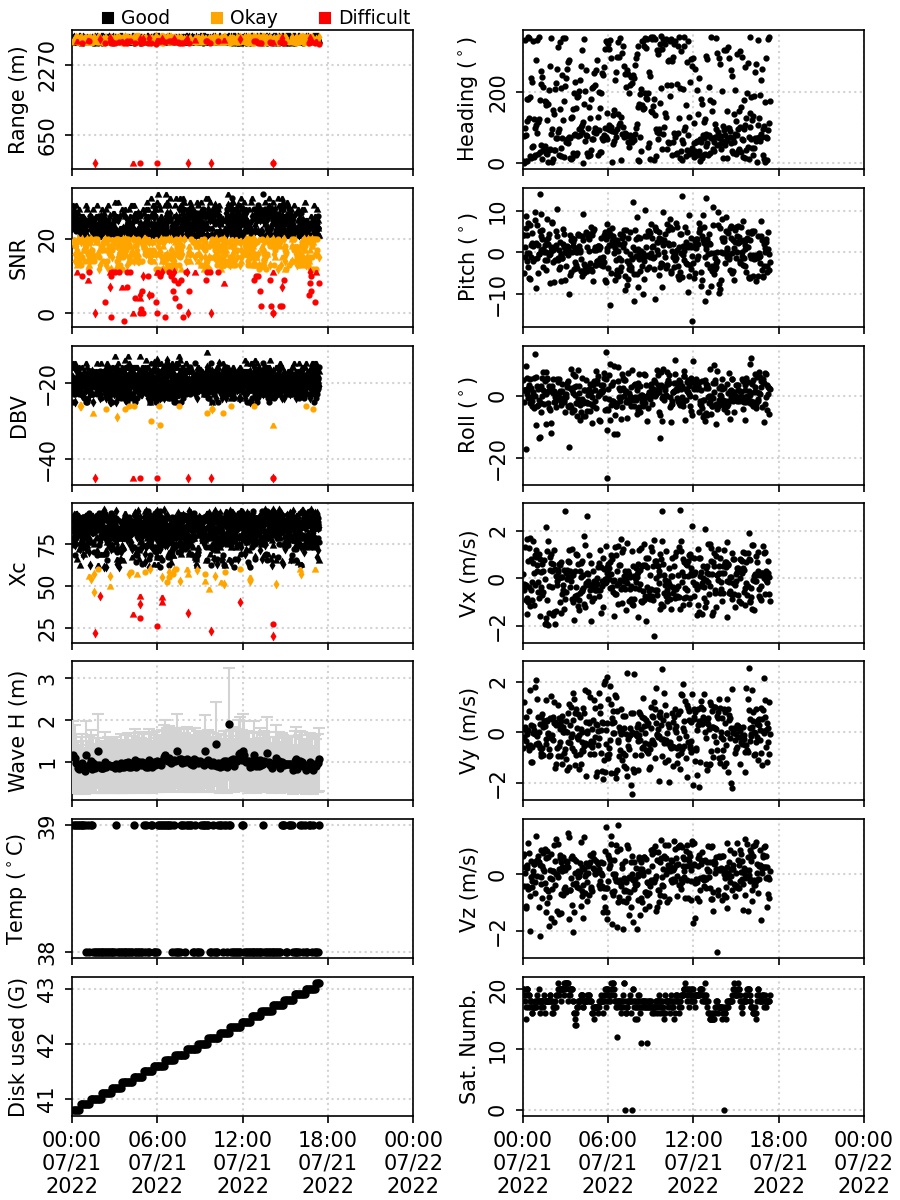 Good Okay Difficult
Range (m)
2270
650
Heading (°)
200
0
SNR
20
0
Pitch (°)
10
0
−10
DBV
−20
−40
Roll (°)
0
−20
Xc
75
50
25
Vx (m/s)
2
0
−2
Wave H (m)
3
2
1
Vy (m/s)
2
0
−2
Temp (°C)
39
38
Vz (m/s)
0
−2
Disk used (G)
43
42
41
Sat. Numb.
20
10
0
00:00 06:00 12:00 18:00 00:00
07/21 07/21 07/21 07/21 07/22
2022 2022 2022 2022 2022
00:00 06:00 12:00 18:00 00:00
07/21 07/21 07/21 07/21 07/22
2022 2022 2022 2022 2022